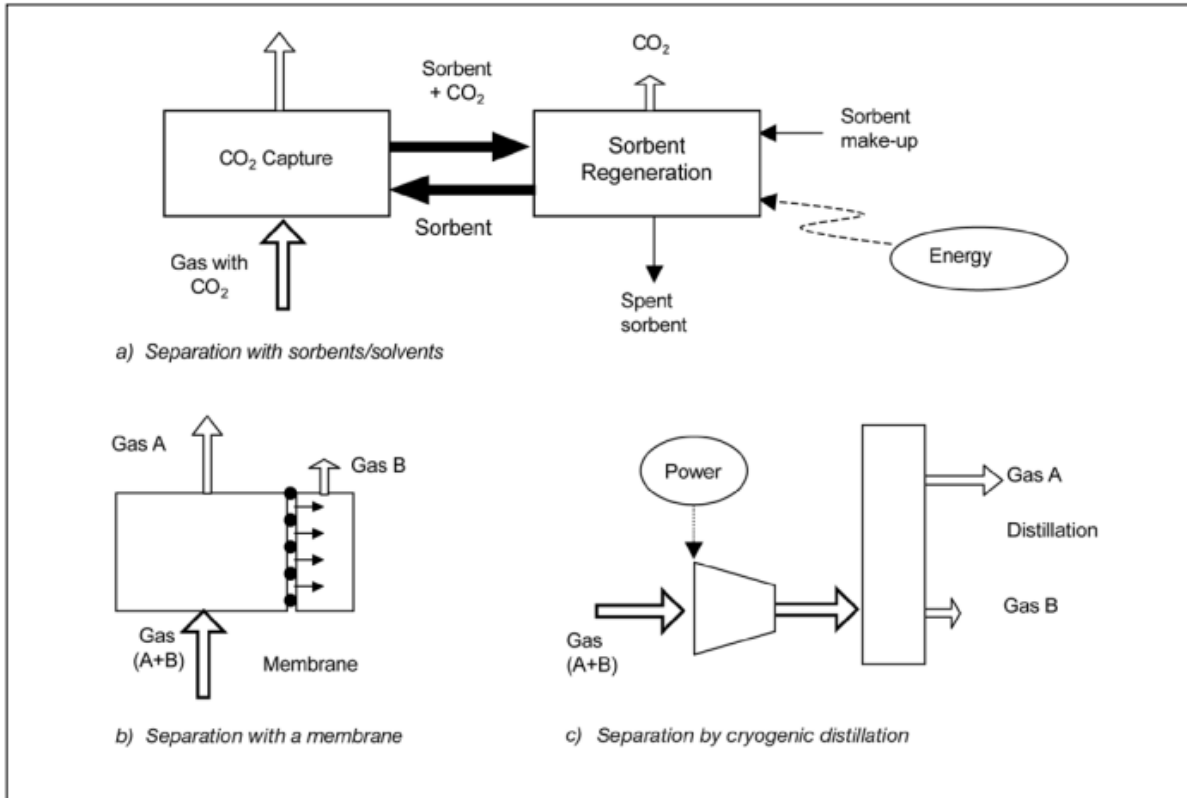 CO₂
Sorbent
+ CO₂
Sorbent
make-up
CO₂ Capture
Sorbent
Regeneration
Sorbent
Gas with
CO₂
Energy
Spent
sorbent
a) Separation with sorbents/solvents
Gas A
Gas B
Gas
(A+B)
Membrane
b) Separation with a membrane
Power
Gas A
Distillation
Gas B
Gas
(A+B)
c) Separation by cryogenic distillation